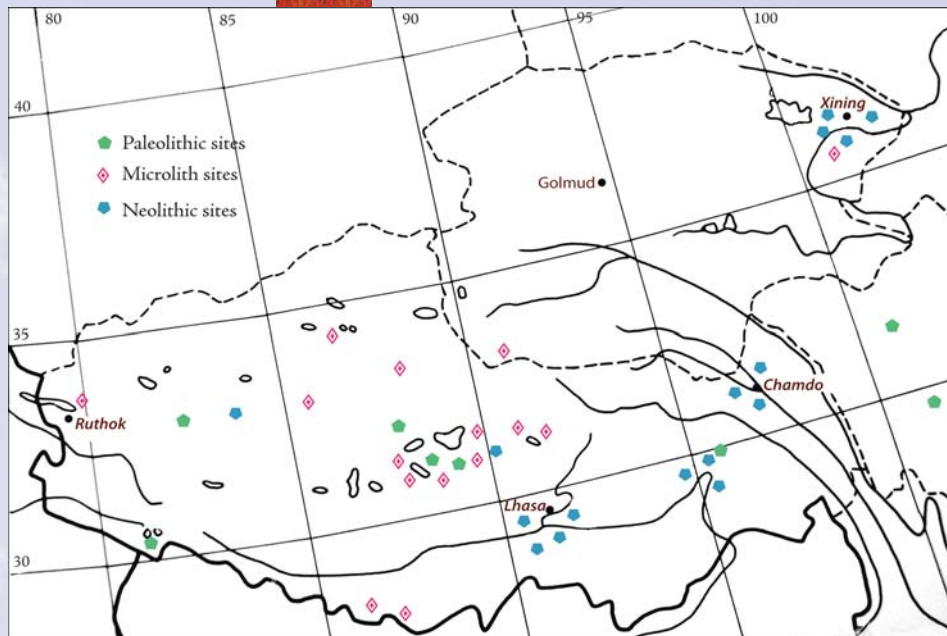 80
85
90
95
100
40
Xining
Paleolithic sites
Microlith sites
Golmud
Neolithic sites
35
Chamdo
Ruthok
Lhasa
30